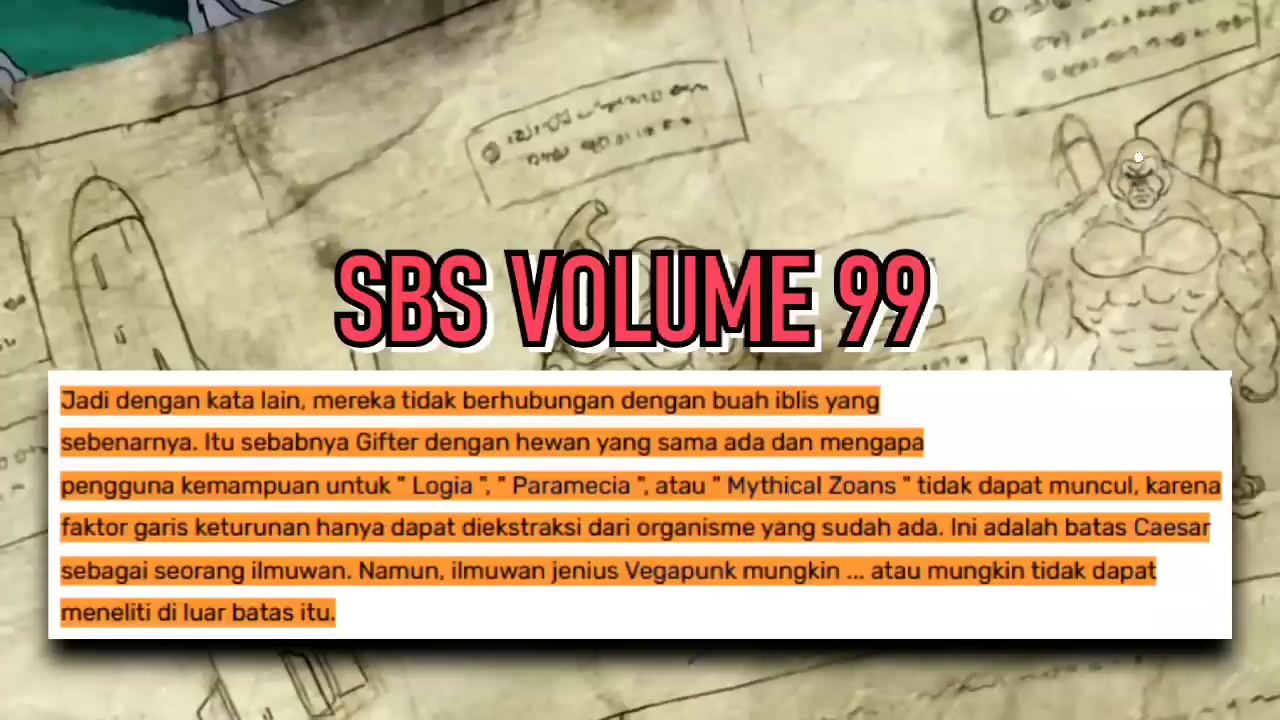 SBS VOLUME 99
Jadi dengan kata lain, mereka tidak berhubungan dengan buah iblis yang
sebenarnya. Itu sebabnya Gifter dengan hewan yang sama ada dan mengapa
pengguna kemampuan untuk " Logia ", " Paramecia ", atau " Mythical Zoans " tidak dapat muncul, karena
faktor garis keturunan hanya dapat diekstraksi dari organisme yang sudah ada. Ini adalah batas Caesar
sebagai seorang ilmuwan. Namun, ilmuwan jenius Vegapunk mungkin ... atau mungkin tidak dapat
meneliti di luar batas itu.